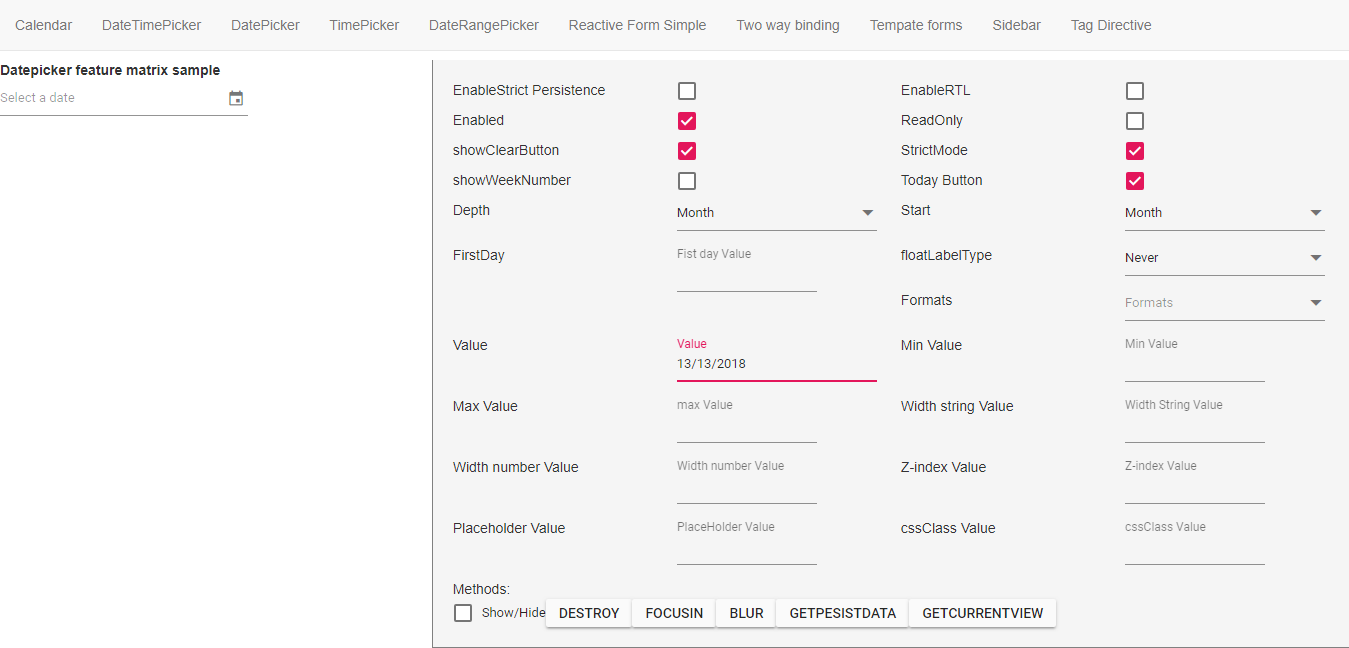 Calendar DateTimePicker DatePicker TimePicker DateRangePicker Reactive Form Simple Two way binding Tempate forms Sidebar Tag Directive
Datepicker feature matrix sample
Select a date
EnableStrict Persistence EnableRTL
Enabled ReadOnly
showClearButton StrictMode
showWeekNumber Today Button
Depth Month Start Month
FirstDay Fist day Value floatLabelType Never
Formats Formats
Value Value Min Value Min Value
13/13/2018
Max Value max Value Width string Value Width String Value
Width number Value Width number Value Z-index Value Z-index Value
Placeholder Value PlaceHolder Value cssClass Value cssClass Value
Methods:
Show/Hide DESTROY FOCUSIN BLUR GETPESISTDATA GETCURRENTVIEW